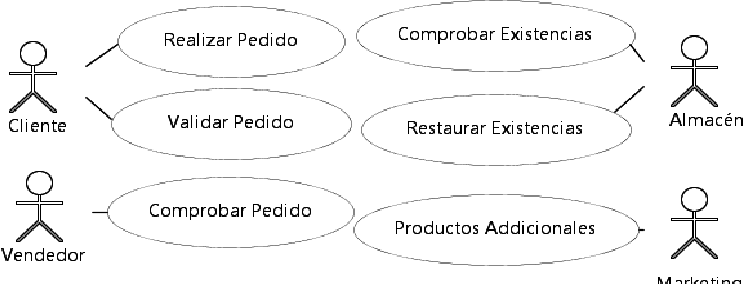 Realizar Pedido
Comprobar Existencias
Cliente
Validar Pedido
Restaurar Existencias
Almacén
Vendedor
Comprobar Pedido
Productos Addicionales
Marketing